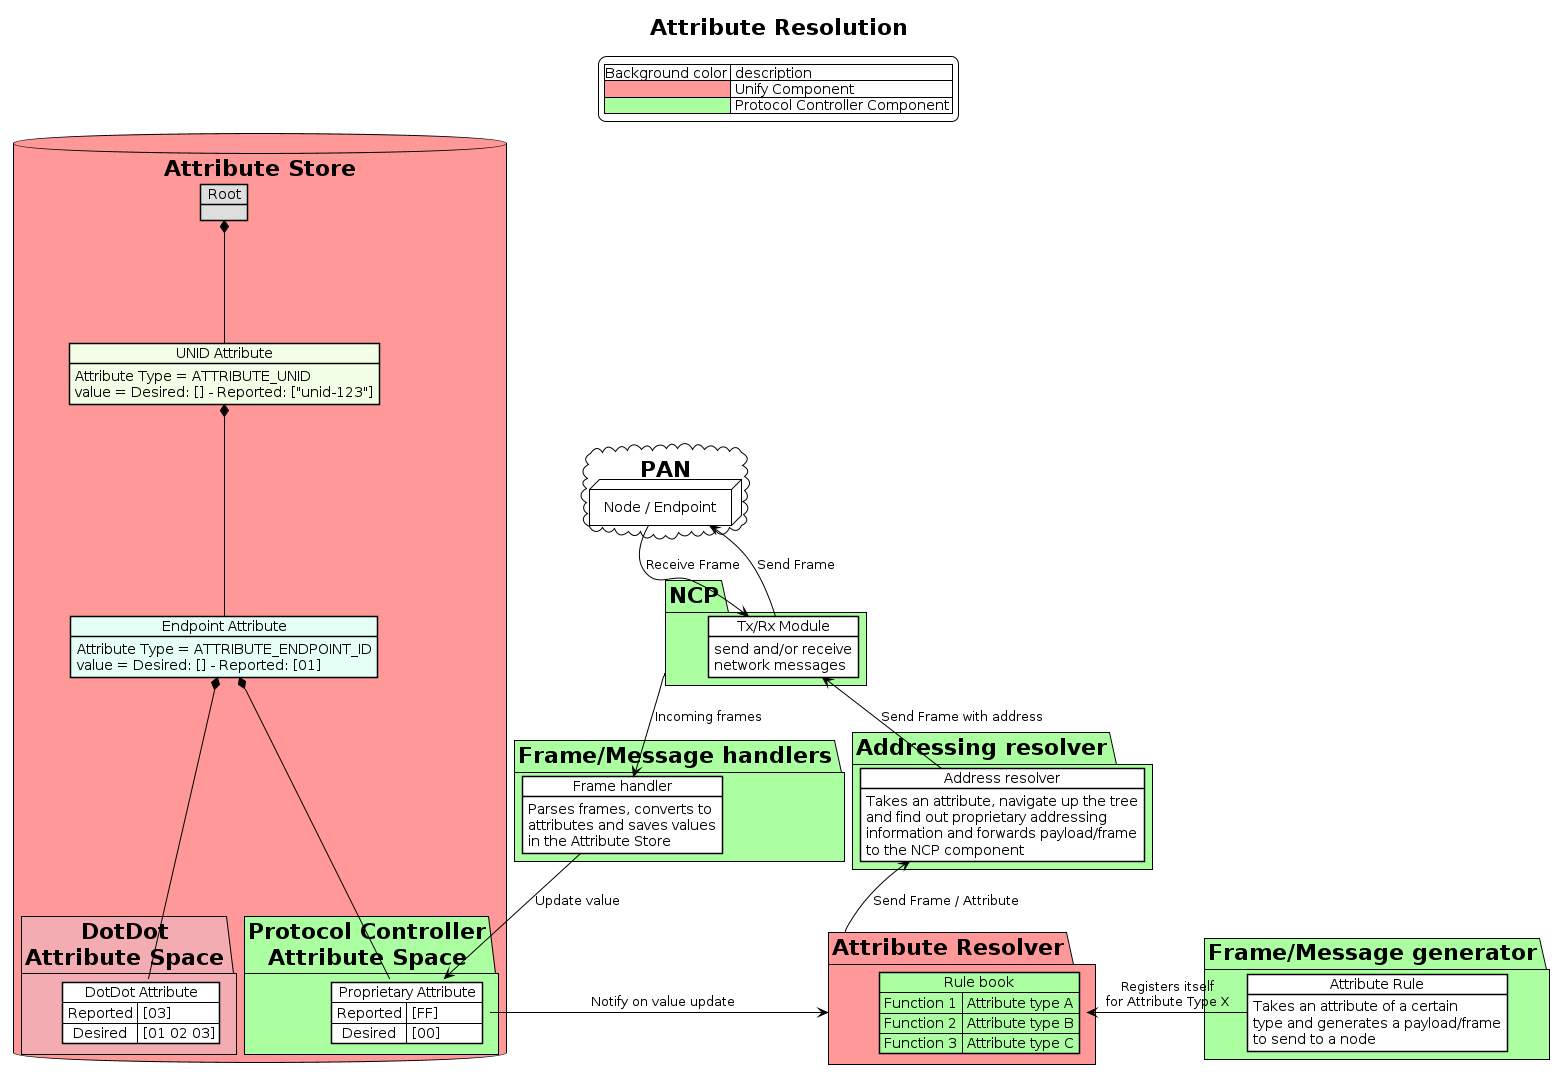 Attribute Resolution
Background color description
Unify Component
Protocol Controller Component
Attribute Store
Root
UNID Attribute
Attribute Type = ATTRIBUTE_UNID
value = Desired: [] - Reported: ["unid-123"]
Endpoint Attribute
Attribute Type = ATTRIBUTE_ENDPOINT_ID
value = Desired: [] - Reported: [01]
DotDot
Attribute Space
DotDot Attribute
Reported [03]
Desired [01 02 03]
Protocol Controller
Attribute Space
Proprietary Attribute
Reported [FF]
Desired [00]
PAN
Node / Endpoint
Receive Frame
Send Frame
NCP
Tx/Rx Module
send and/or receive
network messages
Incoming frames
Send Frame with address
Frame/Message handlers
Frame handler
Parses frames, converts to
attributes and saves values
in the Attribute Store
Addressing resolver
Address resolver
Takes an attribute, navigate up the tree
and find out proprietary addressing
information and forwards payload/frame
to the NCP component
Update value
Send Frame / Attribute
Notify on value update
Attribute Resolver
Rule book
Function 1 Attribute type A
Function 2 Attribute type B
Function 3 Attribute type C
Registers itself
for Attribute Type X
Frame/Message generator
Attribute Rule
Takes an attribute of a certain
type and generates a payload/frame
to send to a node